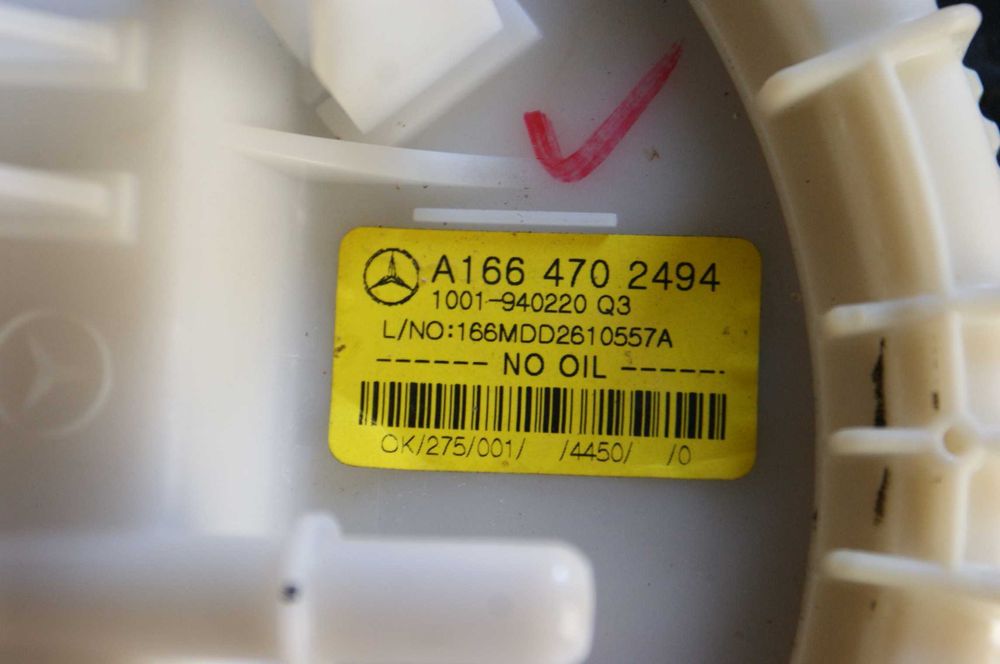 A166 470 2494
1001-940220 Q3
L/NO:166MDD2610557A
------ NO OIL ------
OK/275/001/ /4450/ /0